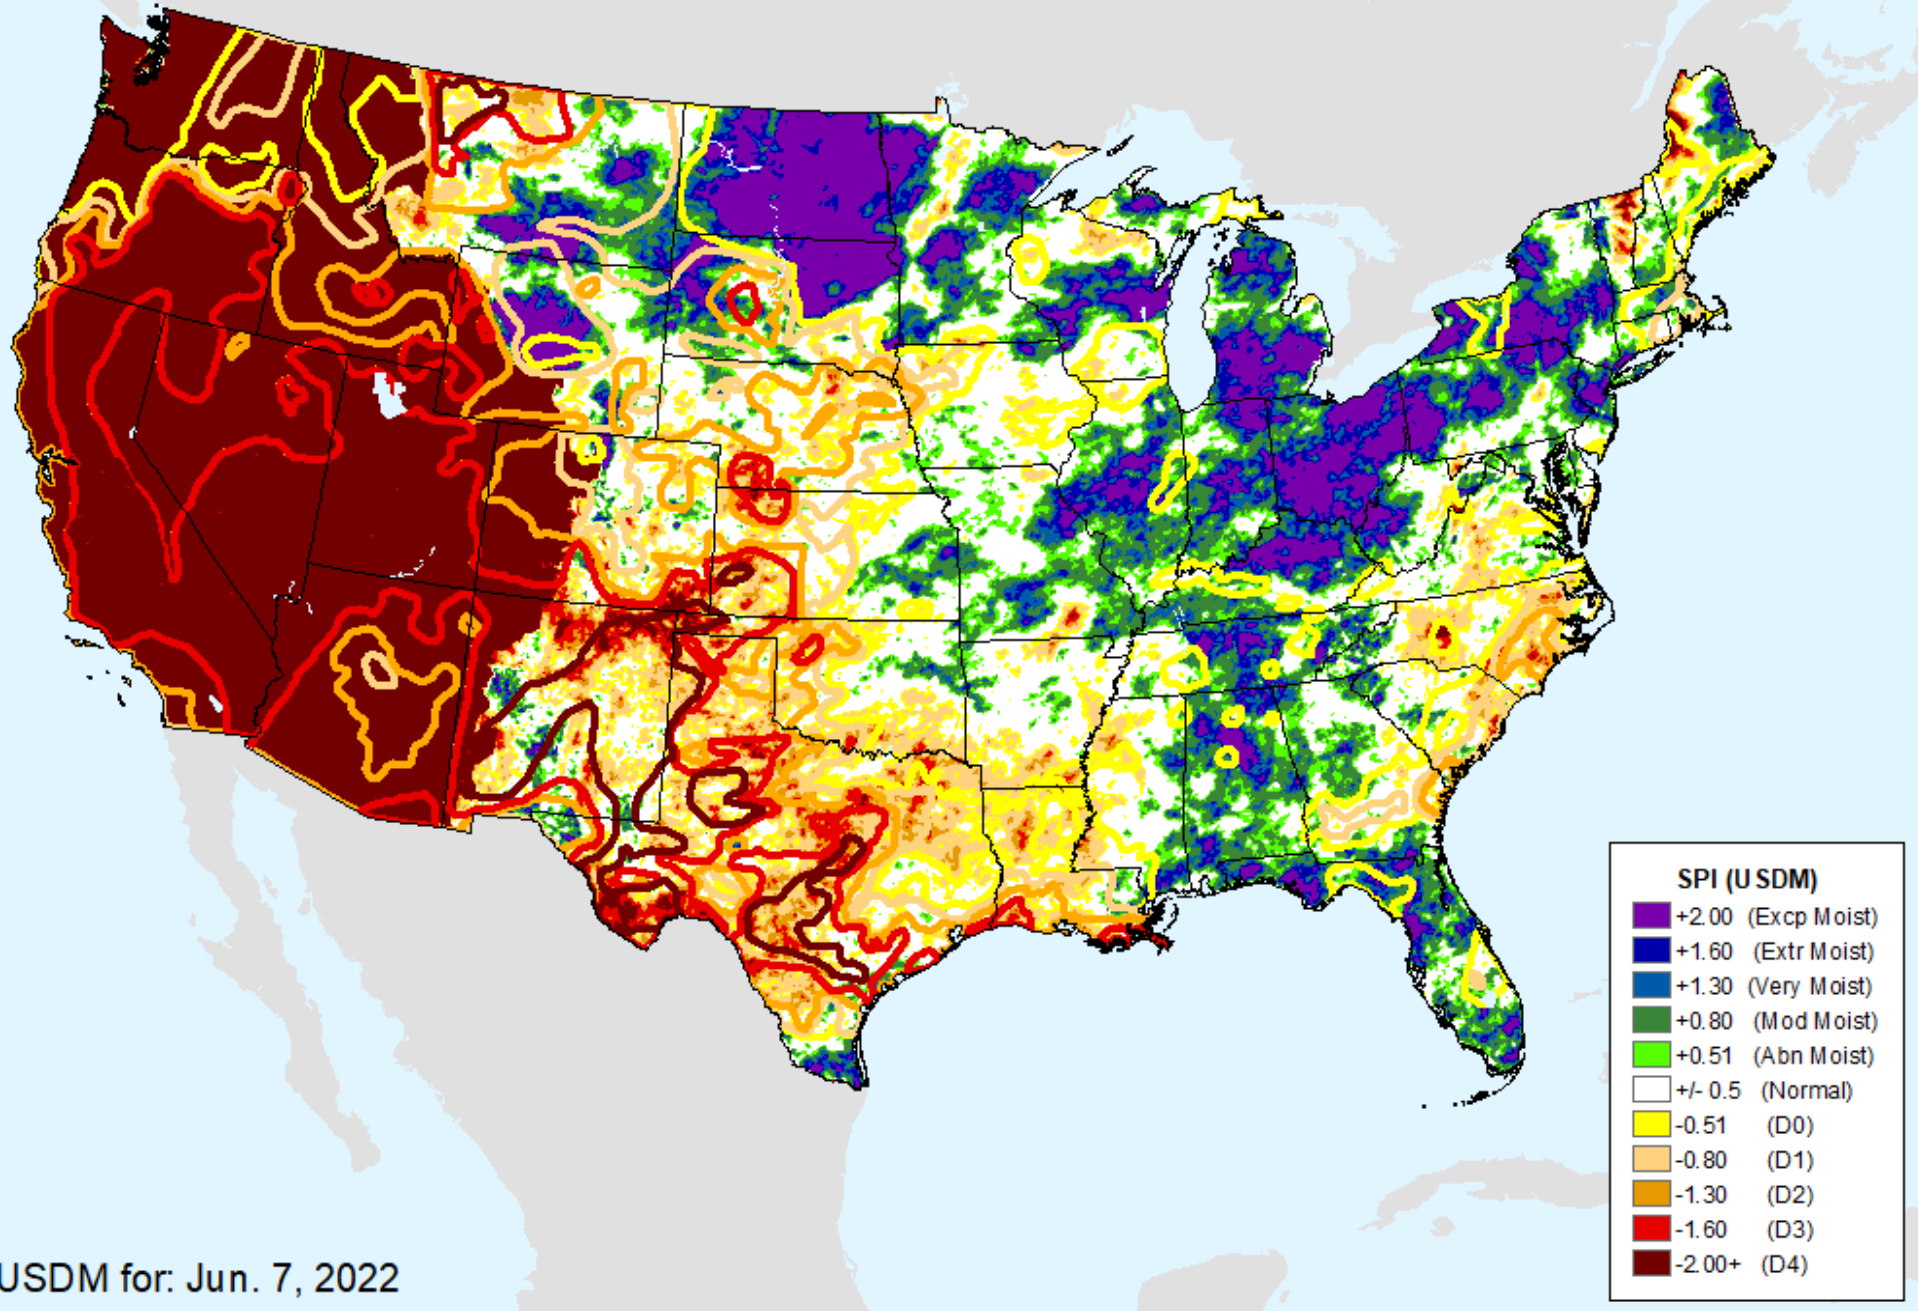 SPI (USDM)
+2.00 (Excp Moist)
+1.60 (Extr Moist)
+1.30 (Very Moist)
+0.80 (Mod Moist)
+0.51 (Abn Moist)
+/- 0.5 (Normal)
-0.51 (D0)
-0.80 (D1)
-1.30 (D2)
-1.60 (D3)
-2.00+ (D4)
USDM for: Jun. 7, 2022